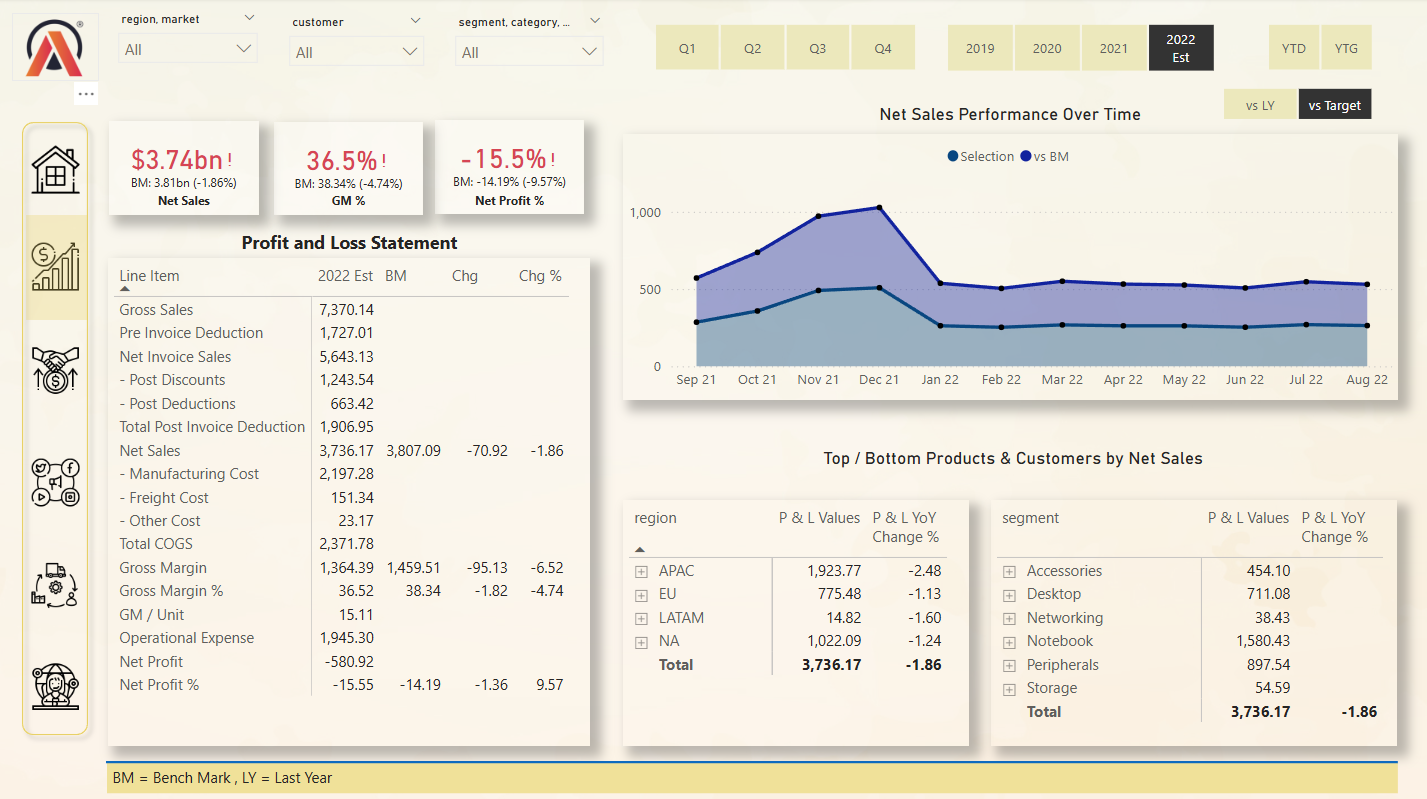 region, market
customer
segment, category, ...
All
All
All
Q1 Q2 Q3 Q4
2019 2020 2021 2022 Est
YTD YTG
vs LY vs Target
$3.74bn!
BM: 3.81bn (-1.86%)
Net Sales
36.5%!
BM: 38.34% (-4.74%)
GM %
-15.5%!
BM: -14.19% (-9.57%)
Net Profit %
Profit and Loss Statement
Line Item 2022 Est BM Chg Chg %
Gross Sales 7,370.14
Pre Invoice Deduction 1,727.01
Net Invoice Sales 5,643.13
- Post Discounts 1,243.54
- Post Deductions 663.42
Total Post Invoice Deduction 1,906.95
Net Sales 3,736.17 3,807.09 -70.92 -1.86
- Manufacturing Cost 2,197.28
- Freight Cost 151.34
- Other Cost 23.17
Total COGS 2,371.78
Gross Margin 1,364.39 1,459.51 -95.13 -6.52
Gross Margin % 36.52 38.34 -1.82 -4.74
GM / Unit 15.11
Operational Expense 1,945.30
Net Profit -580.92
Net Profit % -15.55 -14.19 -1.36 9.57
Net Sales Performance Over Time
Selection vs BM
1,000
500
0
Sep 21 Oct 21 Nov 21 Dec 21 Jan 22 Feb 22 Mar 22 Apr 22 May 22 Jun 22 Jul 22 Aug 22
Top / Bottom Products & Customers by Net Sales
region P & L Values P & L YoY
Change %
APAC 1,923.77 -2.48
EU 775.48 -1.13
LATAM 14.82 -1.60
NA 1,022.09 -1.24
Total 3,736.17 -1.86
segment P & L Values P & L YoY
Change %
Accessories 454.10
Desktop 711.08
Networking 38.43
Notebook 1,580.43
Peripherals 897.54
Storage 54.59
Total 3,736.17 -1.86
BM = Bench Mark , LY = Last Year